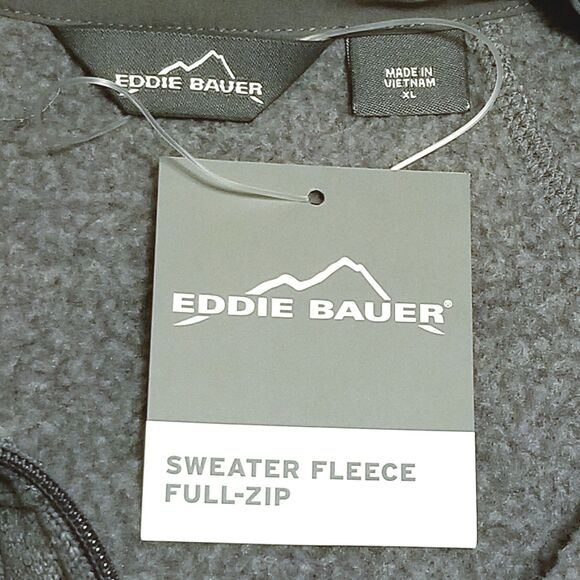 EDDIE BAUER
MADE IN
VIETNAM
XL
EDDIE BAUER®
SWEATER FLEECE
FULL-ZIP